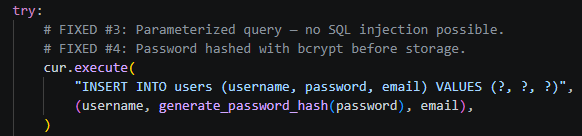 try:
    # FIXED #3: Parameterized query — no SQL injection possible.
    # FIXED #4: Password hashed with bcrypt before storage.
    cur.execute(
        "INSERT INTO users (username, password, email) VALUES (?, ?, ?)",
        (username, generate_password_hash(password), email),
    )